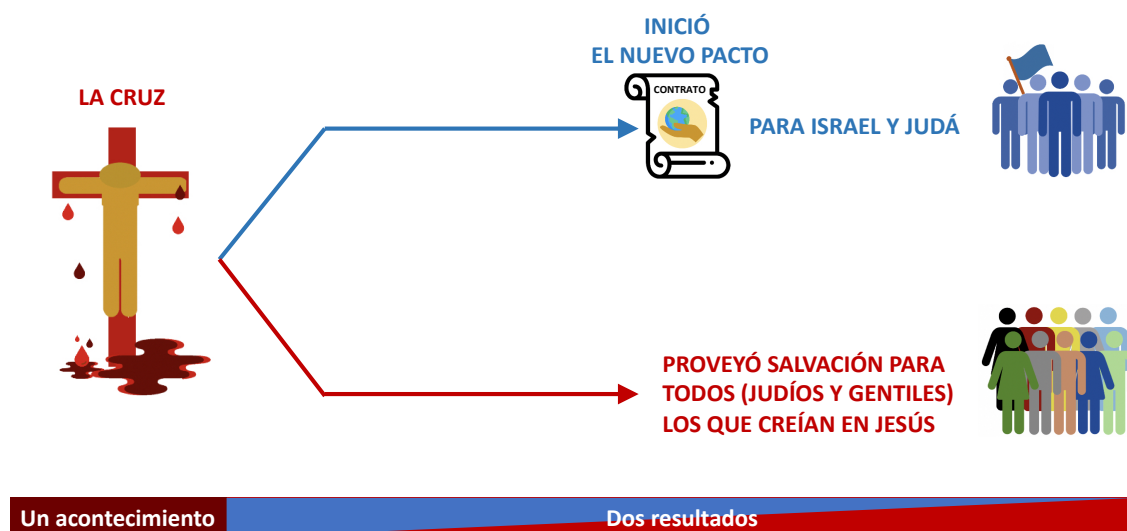 LA CRUZ
INICIÓ
EL NUEVO PACTO
CONTRATO
PARA ISRAEL Y JUDÁ
PROVEYÓ SALVACIÓN PARA
TODOS (JUDÍOS Y GENTILES)
LOS QUE CREÍAN EN JESÚS
Un acontecimiento
Dos resultados